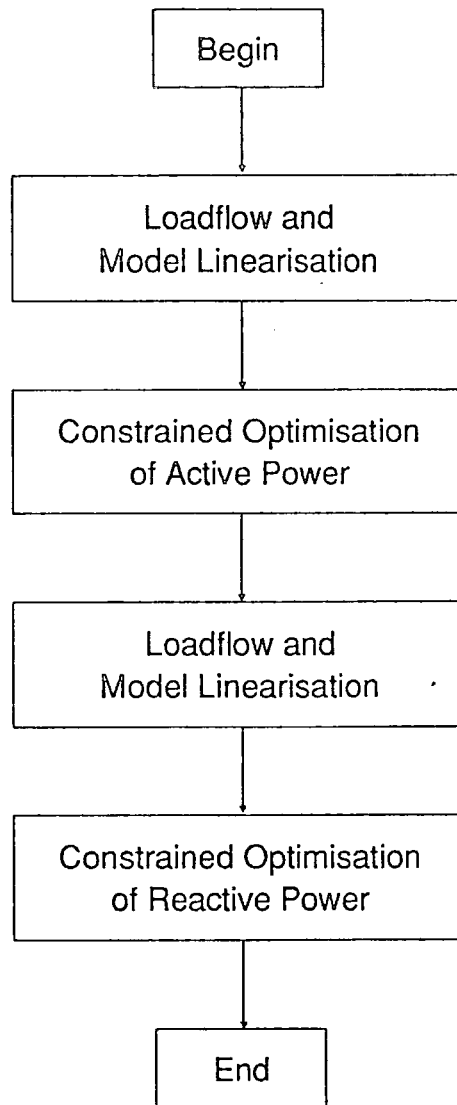 Begin
Loadflow and
Model Linearisation
Constrained Optimisation
of Active Power
Loadflow and
Model Linearisation
Constrained Optimisation
of Reactive Power
End